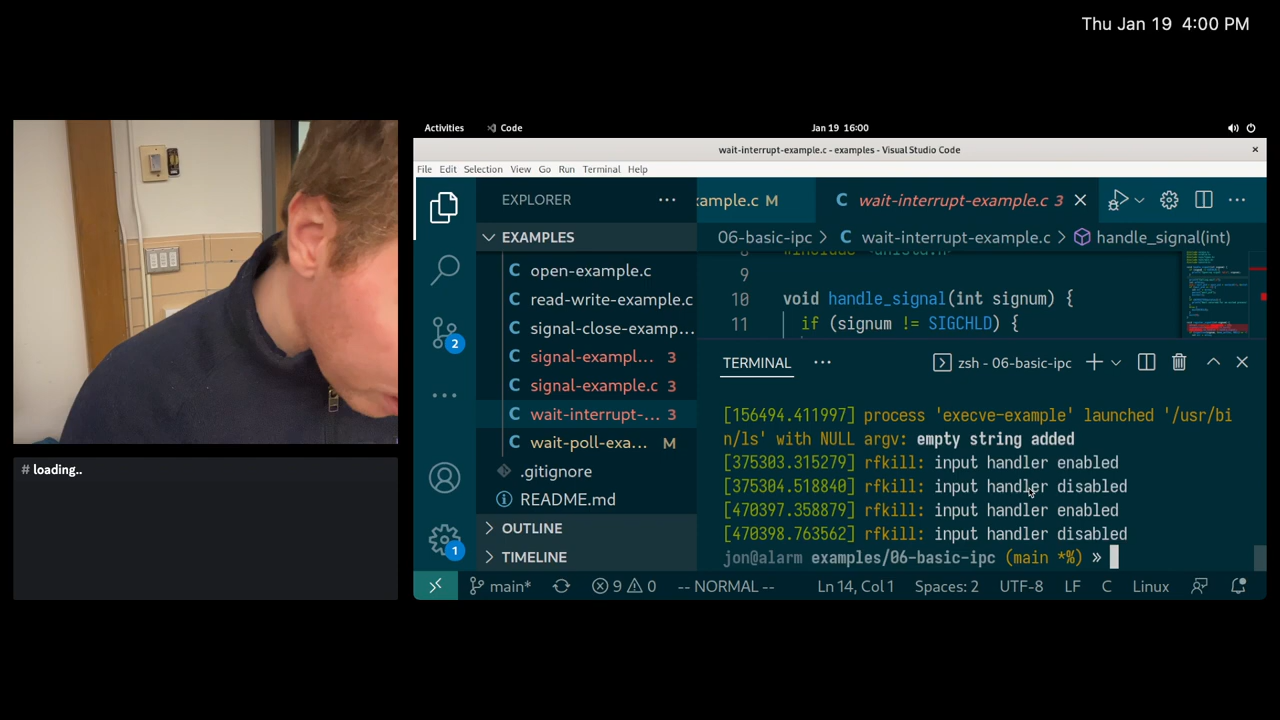 Thu Jan 19 4:00 PM
Activities Code Jan 19 16:00
wait-interrupt-example.c - examples - Visual Studio Code
File Edit Selection View Go Run Terminal Help
EXPLORER
ample.c M
wait-interrupt-example.c 3
EXAMPLES
06-basic-ipc > wait-interrupt-example.c > handle_signal(int)
open-example.c
read-write-example.c
signal-close-examp...
signal-exampl... 3
signal-example.c 3
wait-interrupt-... 3
wait-poll-exa... M
.gitignore
README.md
OUTLINE
TIMELINE
9
10 void handle_signal(int signum) {
11 if (signum != SIGCHLD) {
TERMINAL ... zsh - 06-basic-ipc
[156494.411997] process 'execve-example' launched '/usr/bi
n/ls' with NULL argv: empty string added
[375303.315279] rfkill: input handler enabled
[375304.518840] rfkill: input handler disabled
[470397.358879] rfkill: input handler enabled
[470398.763562] rfkill: input handler disabled
jon@alarm examples/06-basic-ipc (main *%) »
2
1
main* 9 0 -- NORMAL -- Ln 14, Col 1 Spaces: 2 UTF-8 LF C Linux
# loading..